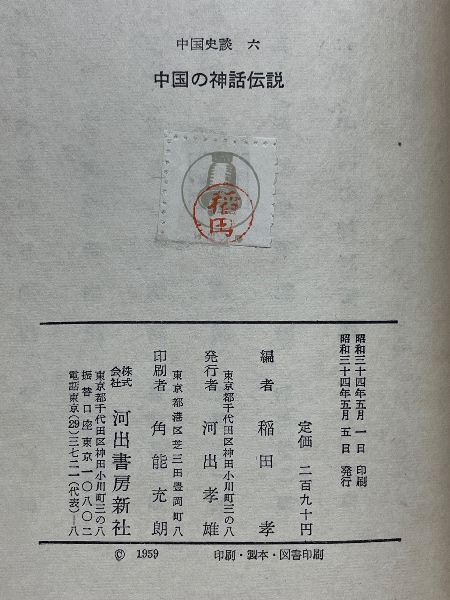 中国史談 六
中国の神話伝説
稲田
昭和三十四年五月一日 印刷
昭和三十四年五月五日 発行
定価 二百九十円
編者 稲田孝
東京都千代田区神田小川町三の八
発行者 河出孝雄
東京都港区芝三田豊岡町八
印刷者 角能充朗
株式会社 河出書房新社
東京都千代田区神田小川町三の八
振替口座東京一〇八〇二
電話東京(29)三七二一(代表)-八
© 1959 印刷・製本・図書印刷